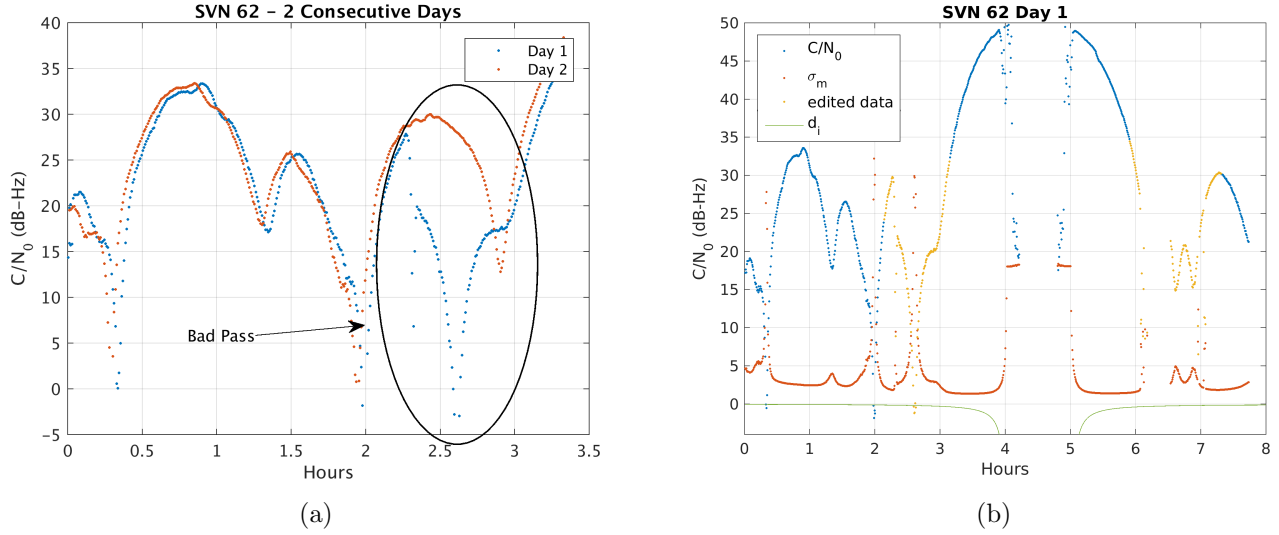 SVN 62 - 2 Consecutive Days
40
35
30
25
20
15
10
5
0
-5
C/N0 (dB-Hz)
Day 1
Day 2
Bad Pass
0 0.5 1 1.5 2 2.5 3 3.5
Hours
(a)
SVN 62 Day 1
50
45
40
35
30
25
20
15
10
5
0
C/N0 (dB-Hz)
C/N0
σm
edited data
di
0 1 2 3 4 5 6 7 8
Hours
(b)